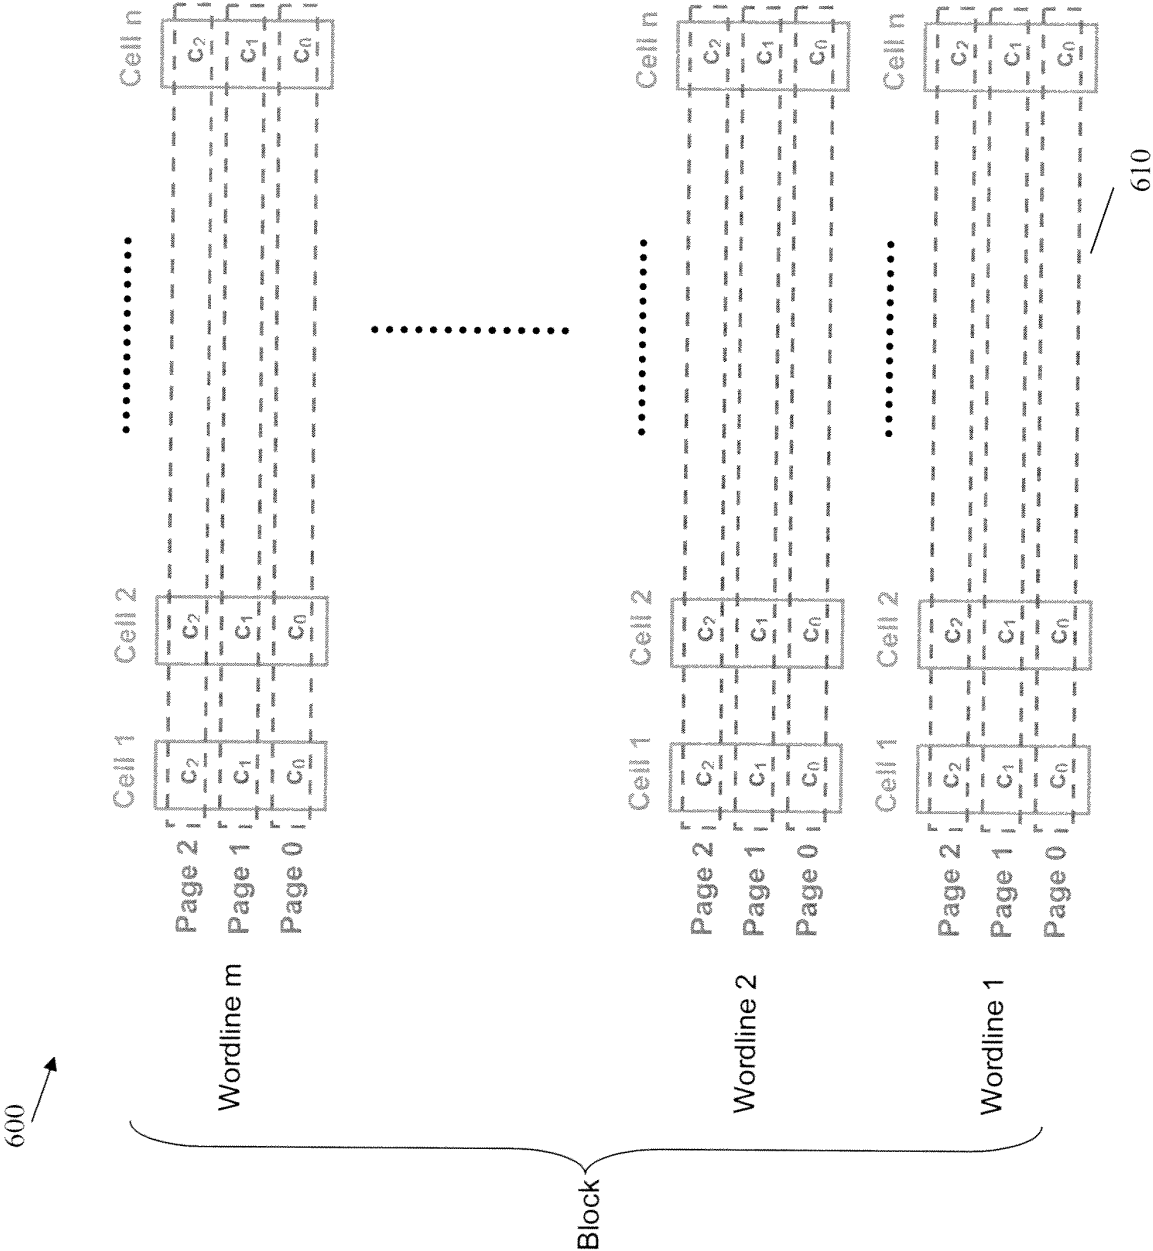 600
Cell 1 Cell 2 Cell n
Page 2 C2 C2 C2
Wordline m Page 1 C1 C1 C1
Page 0 C0 C0 C0
Block
Cell 1 Cell 2 Cell n
Page 2 C2 C2 C2
Wordline 2 Page 1 C1 C1 C1
Page 0 C0 C0 C0
Cell 1 Cell 2 Cell n
Page 2 C2 C2 C2
Wordline 1 Page 1 C1 C1 C1
Page 0 C0 C0 C0
610